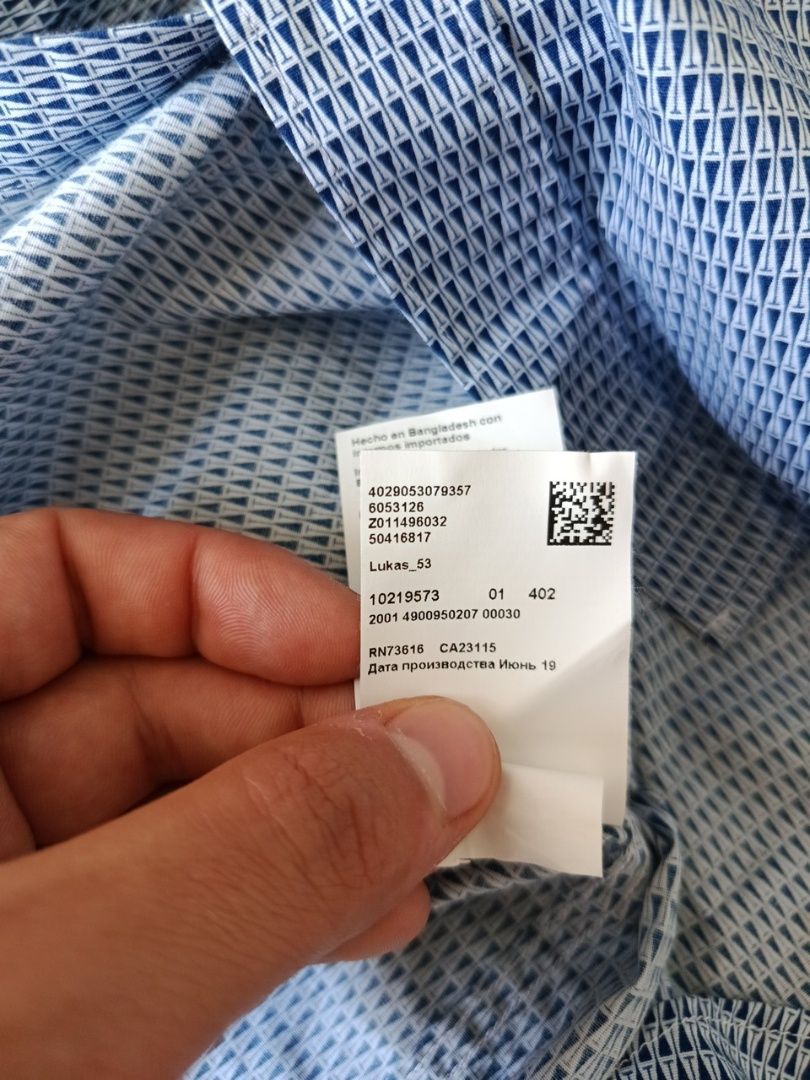 Hecho en Bangladesh con
importados
4029053079357
6053126
Z011496032
50416817
Lukas_53
10219573 01 402
2001 4900950207 00030
RN73616 CA23115
Дата производства Июнь 19